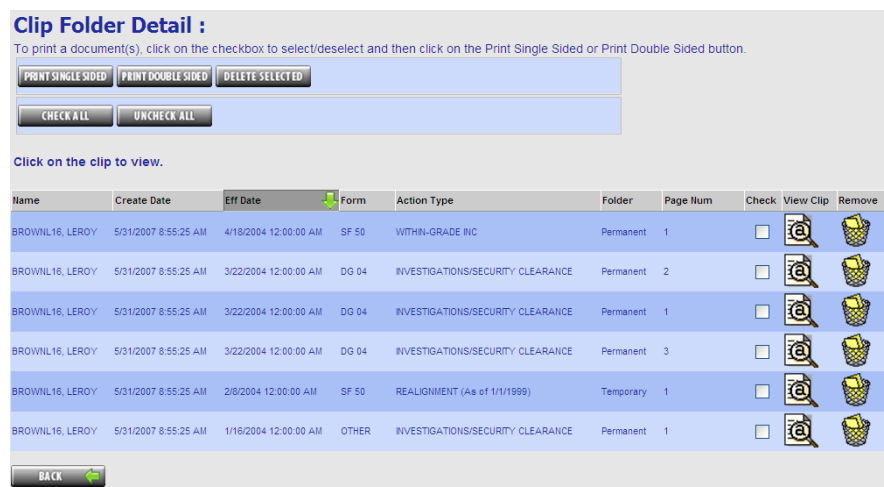 Clip Folder Detail :
To print a document(s), click on the checkbox to select/deselect and then click on the Print Single Sided or Print Double Sided button.
PRINT SINGLE SIDED PRINT DOUBLE SIDED DELETE SELECTED
CHECK ALL UNCHECK ALL
Click on the clip to view.
Name Create Date Eff Date Form Action Type Folder Page Num Check View Clip Remove
BROWNL16, LEROY 5/31/2007 8:55:25 AM 4/18/2004 12:00:00 AM SF 50 WITHIN-GRADE INC Permanent 1
BROWNL16, LEROY 5/31/2007 8:55:25 AM 3/22/2004 12:00:00 AM DG 04 INVESTIGATIONS/SECURITY CLEARANCE Permanent 2
BROWNL16, LEROY 5/31/2007 8:55:25 AM 3/22/2004 12:00:00 AM DG 04 INVESTIGATIONS/SECURITY CLEARANCE Permanent 1
BROWNL16, LEROY 5/31/2007 8:55:25 AM 3/22/2004 12:00:00 AM DG 04 INVESTIGATIONS/SECURITY CLEARANCE Permanent 3
BROWNL16, LEROY 5/31/2007 8:55:25 AM 2/8/2004 12:00:00 AM SF 50 REALIGNMENT (As of 1/1/1999) Temporary 1
BROWNL16, LEROY 5/31/2007 8:55:25 AM 1/16/2004 12:00:00 AM OTHER INVESTIGATIONS/SECURITY CLEARANCE Permanent 1
BACK